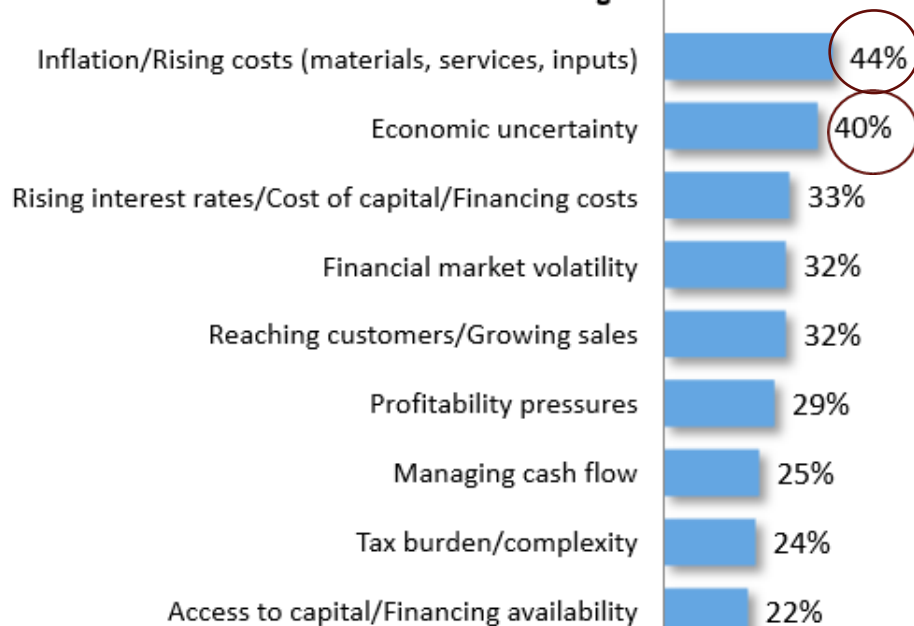 Inflation/Rising costs (materials, services, inputs) 44%
Economic uncertainty 40%
Rising interest rates/Cost of capital/Financing costs 33%
Financial market volatility 32%
Reaching customers/Growing sales 32%
Profitability pressures 29%
Managing cash flow 25%
Tax burden/complexity 24%
Access to capital/Financing availability 22%